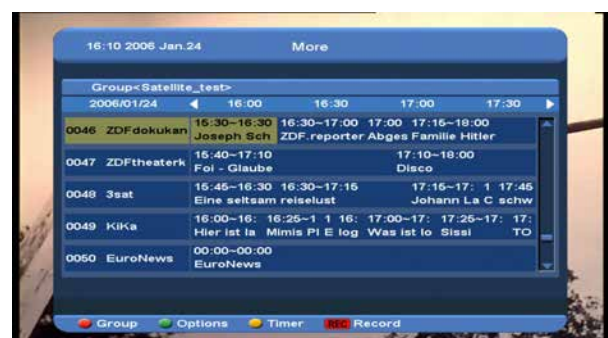 16:10 2006 Jan.24 More
Group<Satellite_test>
2006/01/24 16:00 16:30 17:00 17:30
0046 ZDFdokukan 15:30~16:30 16:30~17:00 17:00 17:15~18:00
Joseph Sch ZDF.reporter Abges Familie Hitler
0047 ZDFtheaterk 15:40~17:10 17:10~18:00
Foi - Glaube Disco
0048 3sat 15:45~16:30 16:30~17:15 17:15~17: 1 17:45
Eine seltsam reiselust Johann La C schw
0049 KiKa 16:00~16: 16:25~1 1 16: 17:00~17: 17:25~17: 17:
Hier ist la Mimis Pl E log Was ist lo Sissi TO
0050 EuroNews 00:00~00:00
EuroNews
Group Options Timer REC Record